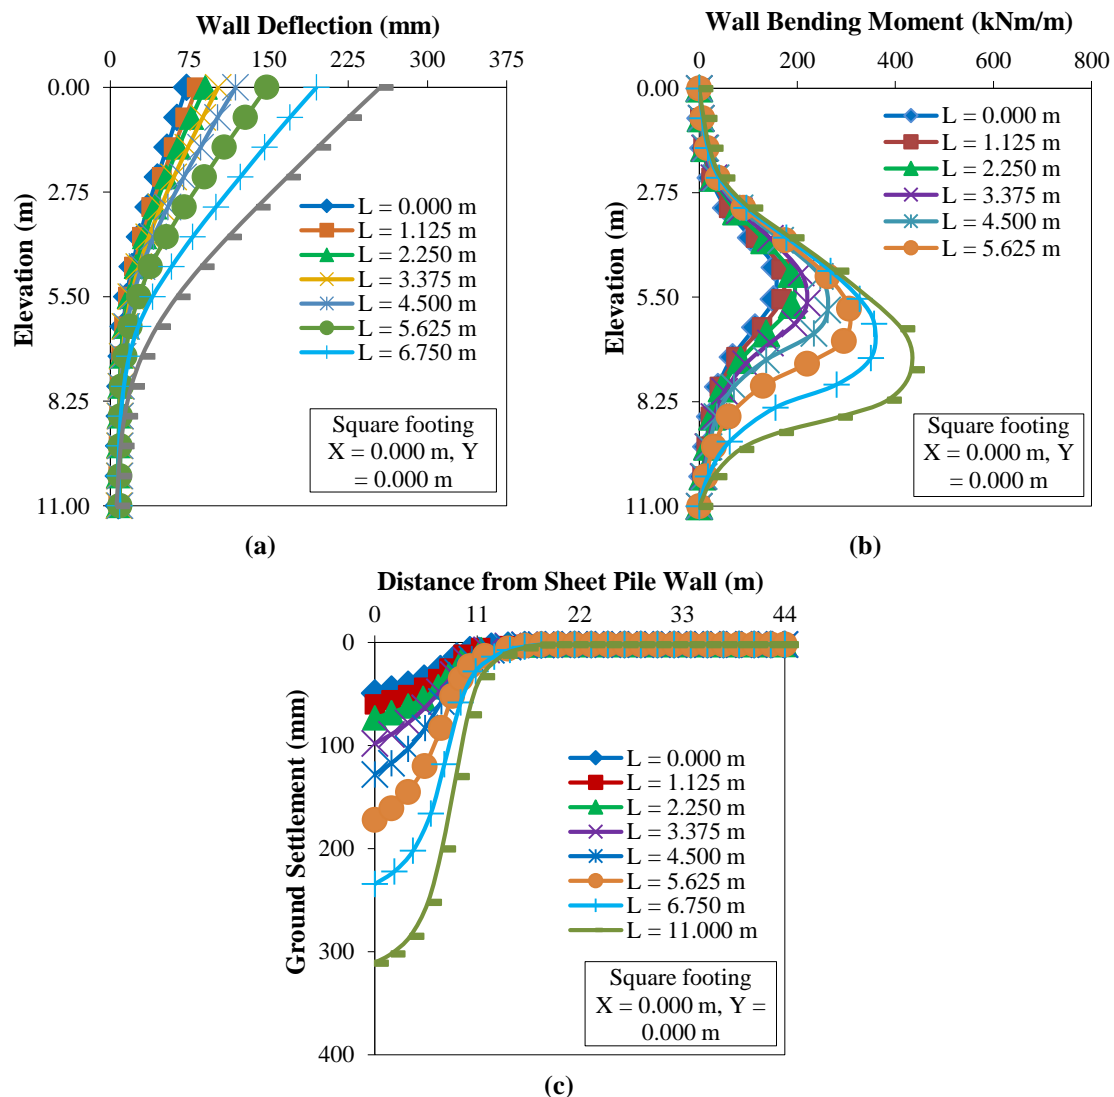 Wall Deflection (mm)
0 75 150 225 300 375
Elevation (m)
0.00
2.75
5.50
8.25
11.00
L = 0.000 m
L = 1.125 m
L = 2.250 m
L = 3.375 m
L = 4.500 m
L = 5.625 m
L = 6.750 m
Square footing
X = 0.000 m, Y
= 0.000 m
(a)
Wall Bending Moment (kNm/m)
0 200 400 600 800
Elevation (m)
0.00
2.75
5.50
8.25
11.00
L = 0.000 m
L = 1.125 m
L = 2.250 m
L = 3.375 m
L = 4.500 m
L = 5.625 m
Square footing
X = 0.000 m, Y
= 0.000 m
(b)
Distance from Sheet Pile Wall (m)
0 11 22 33 44
Ground Settlement (mm)
0
100
200
300
400
L = 0.000 m
L = 1.125 m
L = 2.250 m
L = 3.375 m
L = 4.500 m
L = 5.625 m
L = 6.750 m
L = 11.000 m
Square footing
X = 0.000 m, Y =
0.000 m
(c)